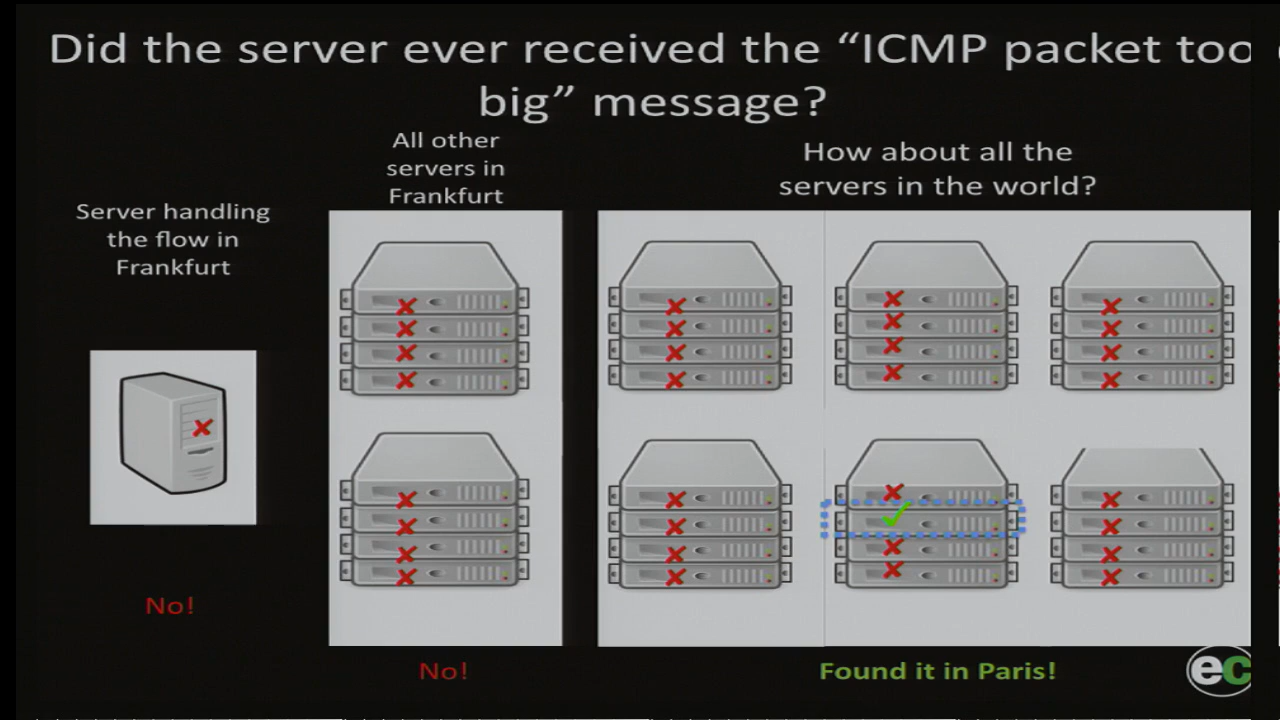 Did the server ever received the “ICMP packet too
big” message?
All other
servers in
Frankfurt
How about all the
servers in the world?
Server handling
the flow in
Frankfurt
No!
No!
Found it in Paris!
ec